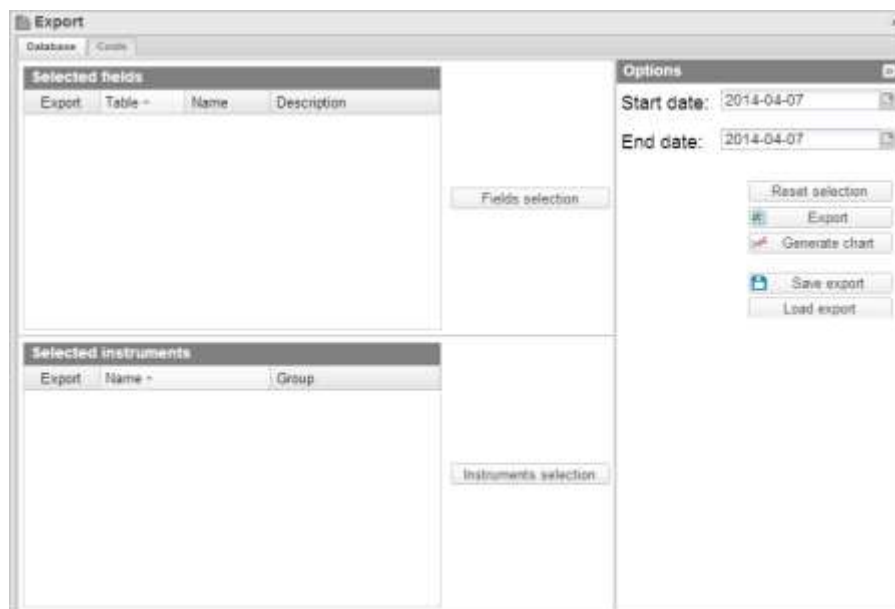 Export
Database Costs
Selected fields
Export Table Name Description
Fields selection
Selected instruments
Export Name Group
Instruments selection
Options
Start date: 2014-04-07
End date: 2014-04-07
Reset selection
Export
Generate chart
Save export
Load export